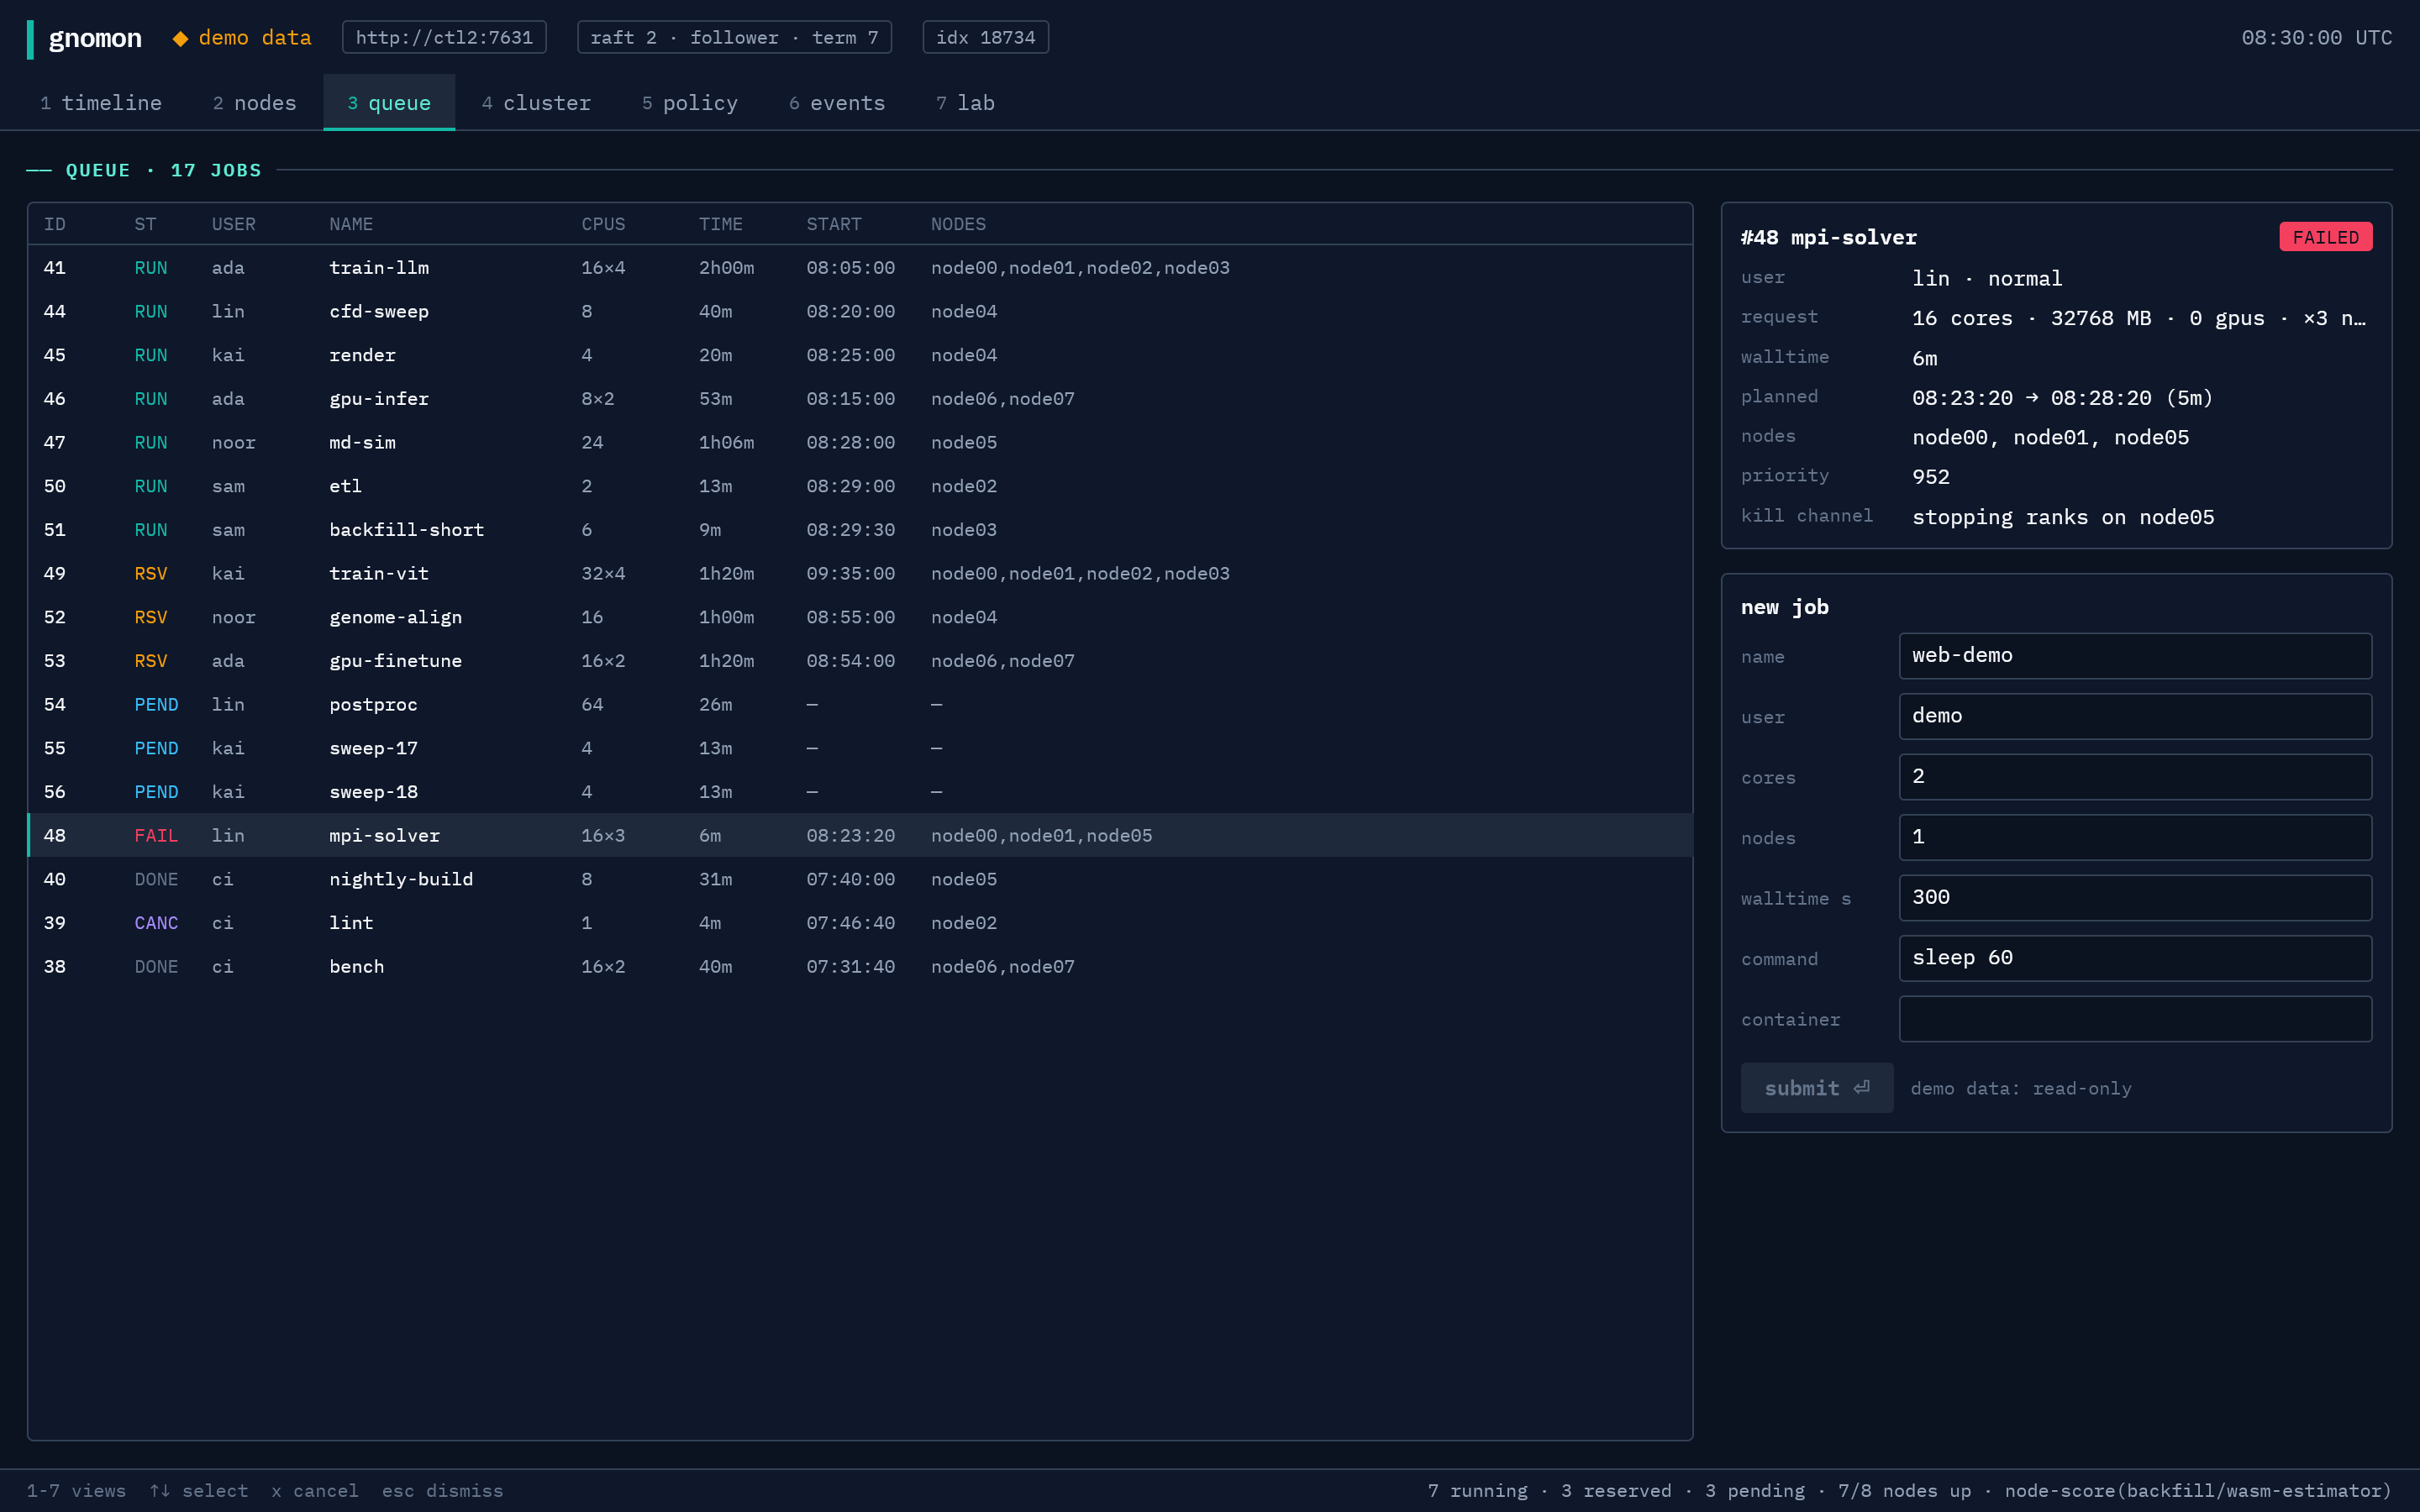 gnomon ◆ demo data http://ctl2:7631 raft 2 · follower · term 7 idx 18734 08:30:00 UTC
1 timeline 2 nodes 3 queue 4 cluster 5 policy 6 events 7 lab
—— QUEUE · 17 JOBS
ID ST USER NAME CPUS TIME START NODES
41 RUN ada train-llm 16×4 2h00m 08:05:00 node00,node01,node02,node03
44 RUN lin cfd-sweep 8 40m 08:20:00 node04
45 RUN kai render 4 20m 08:25:00 node04
46 RUN ada gpu-infer 8×2 53m 08:15:00 node06,node07
47 RUN noor md-sim 24 1h06m 08:28:00 node05
50 RUN sam etl 2 13m 08:29:00 node02
51 RUN sam backfill-short 6 9m 08:29:30 node03
49 RSV kai train-vit 32×4 1h20m 09:35:00 node00,node01,node02,node03
52 RSV noor genome-align 16 1h00m 08:55:00 node04
53 RSV ada gpu-finetune 16×2 1h20m 08:54:00 node06,node07
54 PEND lin postproc 64 26m — —
55 PEND kai sweep-17 4 13m — —
56 PEND kai sweep-18 4 13m — —
48 FAIL lin mpi-solver 16×3 6m 08:23:20 node00,node01,node05
40 DONE ci nightly-build 8 31m 07:40:00 node05
39 CANC ci lint 1 4m 07:46:40 node02
38 DONE ci bench 16×2 40m 07:31:40 node06,node07
#48 mpi-solver FAILED
user lin · normal
request 16 cores · 32768 MB · 0 gpus · ×3 n…
walltime 6m
planned 08:23:20 → 08:28:20 (5m)
nodes node00, node01, node05
priority 952
kill channel stopping ranks on node05
new job
name web-demo
user demo
cores 2
nodes 1
walltime s 300
command sleep 60
container
submit ⏎ demo data: read-only
1-7 views ↑↓ select x cancel esc dismiss 7 running · 3 reserved · 3 pending · 7/8 nodes up · node-score(backfill/wasm-estimator)